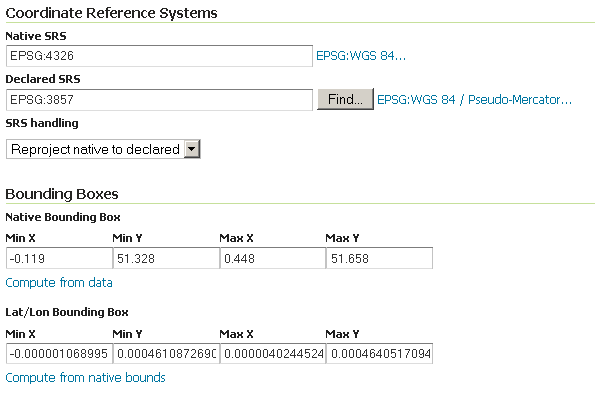 Coordinate Reference Systems
Native SRS
EPSG:4326 EPSG:WGS 84...
Declared SRS
EPSG:3857 Find... EPSG:WGS 84 / Pseudo-Mercator...
SRS handling
Reproject native to declared
Bounding Boxes
Native Bounding Box
Min X Min Y Max X Max Y
-0.119 51.328 0.448 51.658
Compute from data
Lat/Lon Bounding Box
Min X Min Y Max X Max Y
-0.000001068995 0.000461087269( 0.0000040244524 0.0004640517094
Compute from native bounds